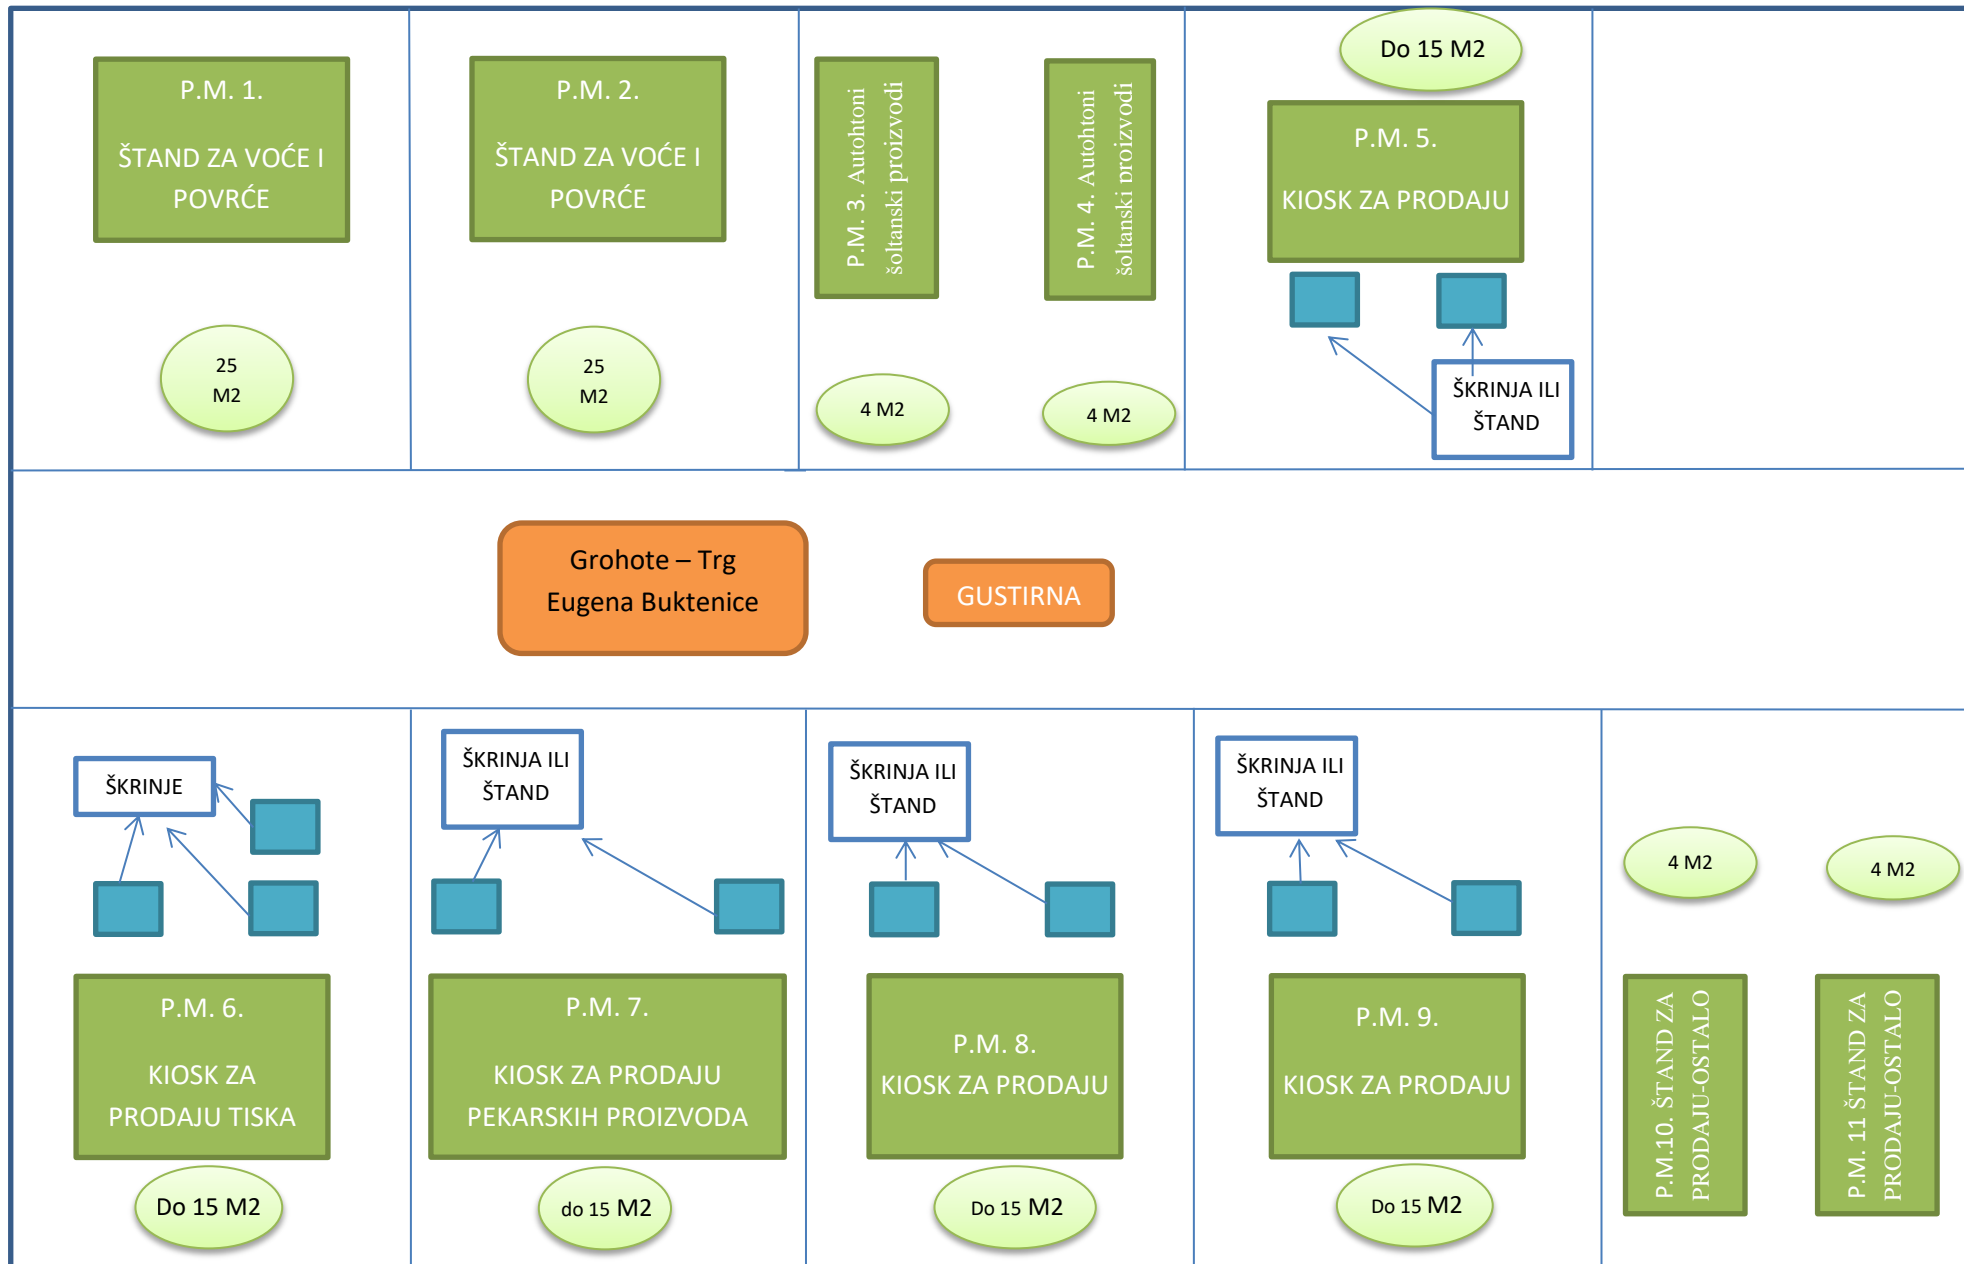 P.M. 1.
ŠTAND ZA VOĆE I
POVRĆE
25
M2
P.M. 2.
ŠTAND ZA VOĆE I
POVRĆE
25
M2
P.M. 3. Autohtoni
šoltanski proizvodi
4 M2
P.M. 4. Autohtoni
šoltanski proizvodi
4 M2
Do 15 M2
P.M. 5.
KIOSK ZA PRODAJU
ŠKRINJA ILI
ŠTAND
Grohote – Trg
Eugena Buktenice
GUSTIRNA
ŠKRINJE
P.M. 6.
KIOSK ZA
PRODAJU TISKA
Do 15 M2
ŠKRINJA ILI
ŠTAND
P.M. 7.
KIOSK ZA PRODAJU
PEKARSKIH PROIZVODA
do 15 M2
ŠKRINJA ILI
ŠTAND
P.M. 8.
KIOSK ZA PRODAJU
Do 15 M2
ŠKRINJA ILI
ŠTAND
P.M. 9.
KIOSK ZA PRODAJU
Do 15 M2
4 M2
P.M.10. ŠTAND ZA
PRODAJU-OSTALO
4 M2
P.M. 11 ŠTAND ZA
PRODAJU-OSTALO